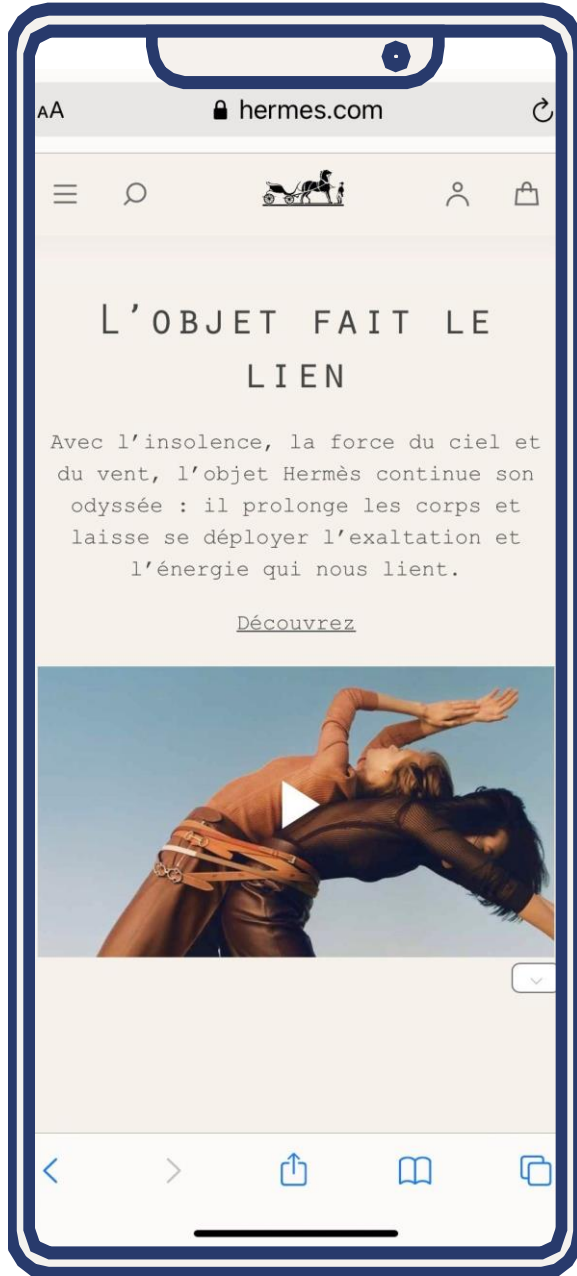 AA hermes.com
L’OBJET FAIT LE
LIEN
Avec l’insolence, la force du ciel et
du vent, l’objet Hermès continue son
odyssée : il prolonge les corps et
laisse se déployer l’exaltation et
l’énergie qui nous lient.
Découvrez